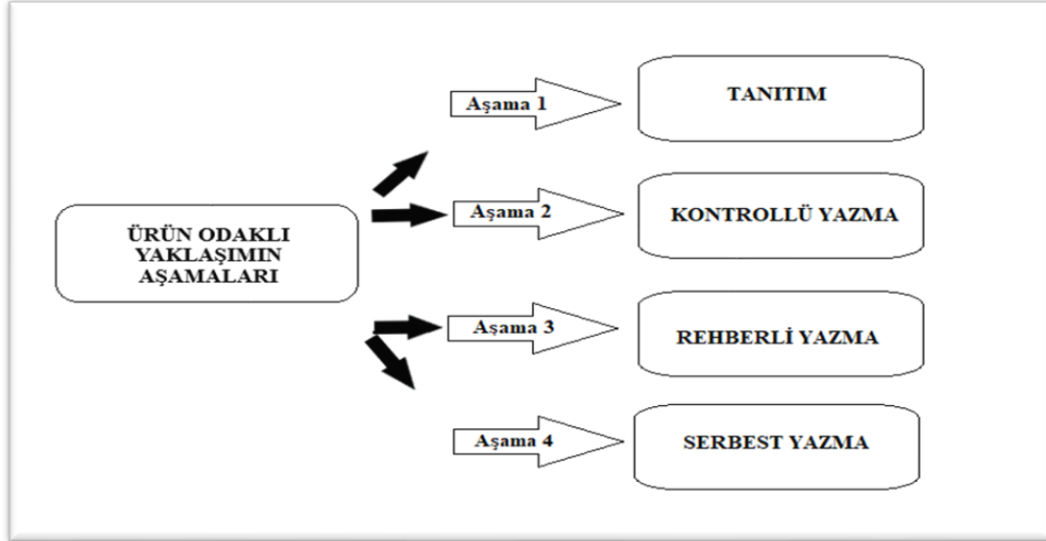 ÜRÜN ODAKLI
YAKLAŞIMIN
AŞAMALARI
Aşama 1
TANITIM
Aşama 2
KONTROLLÜ YAZMA
Aşama 3
REHBERLİ YAZMA
Aşama 4
SERBEST YAZMA